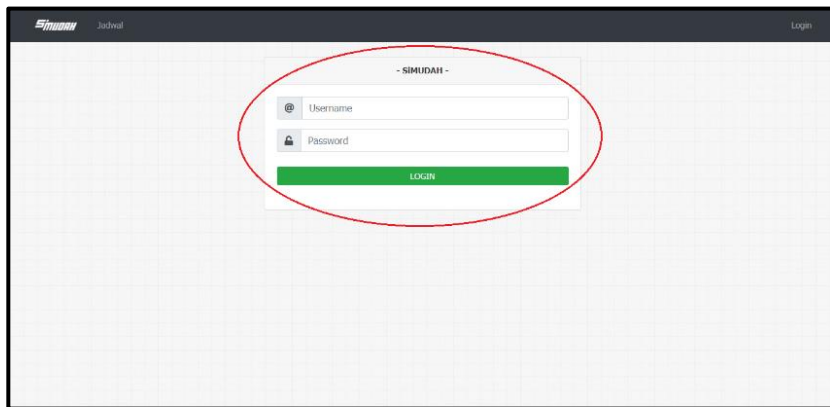 SiMUDAH Jadwal Login
- SiMUDAH -
@ Username
Password
LOGIN